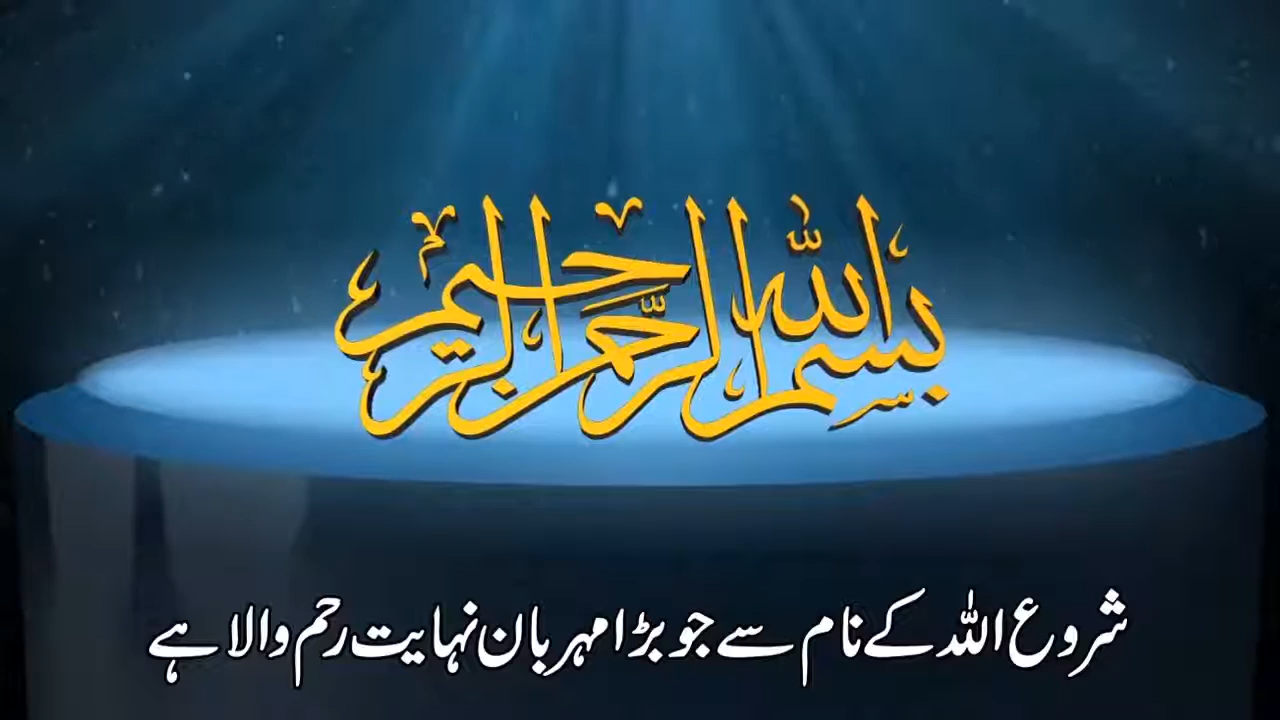 بسم الله الرحمن الرحيم
شروع اللہ کے نام سے جو بڑا مہربان نہایت رحم والا ہے